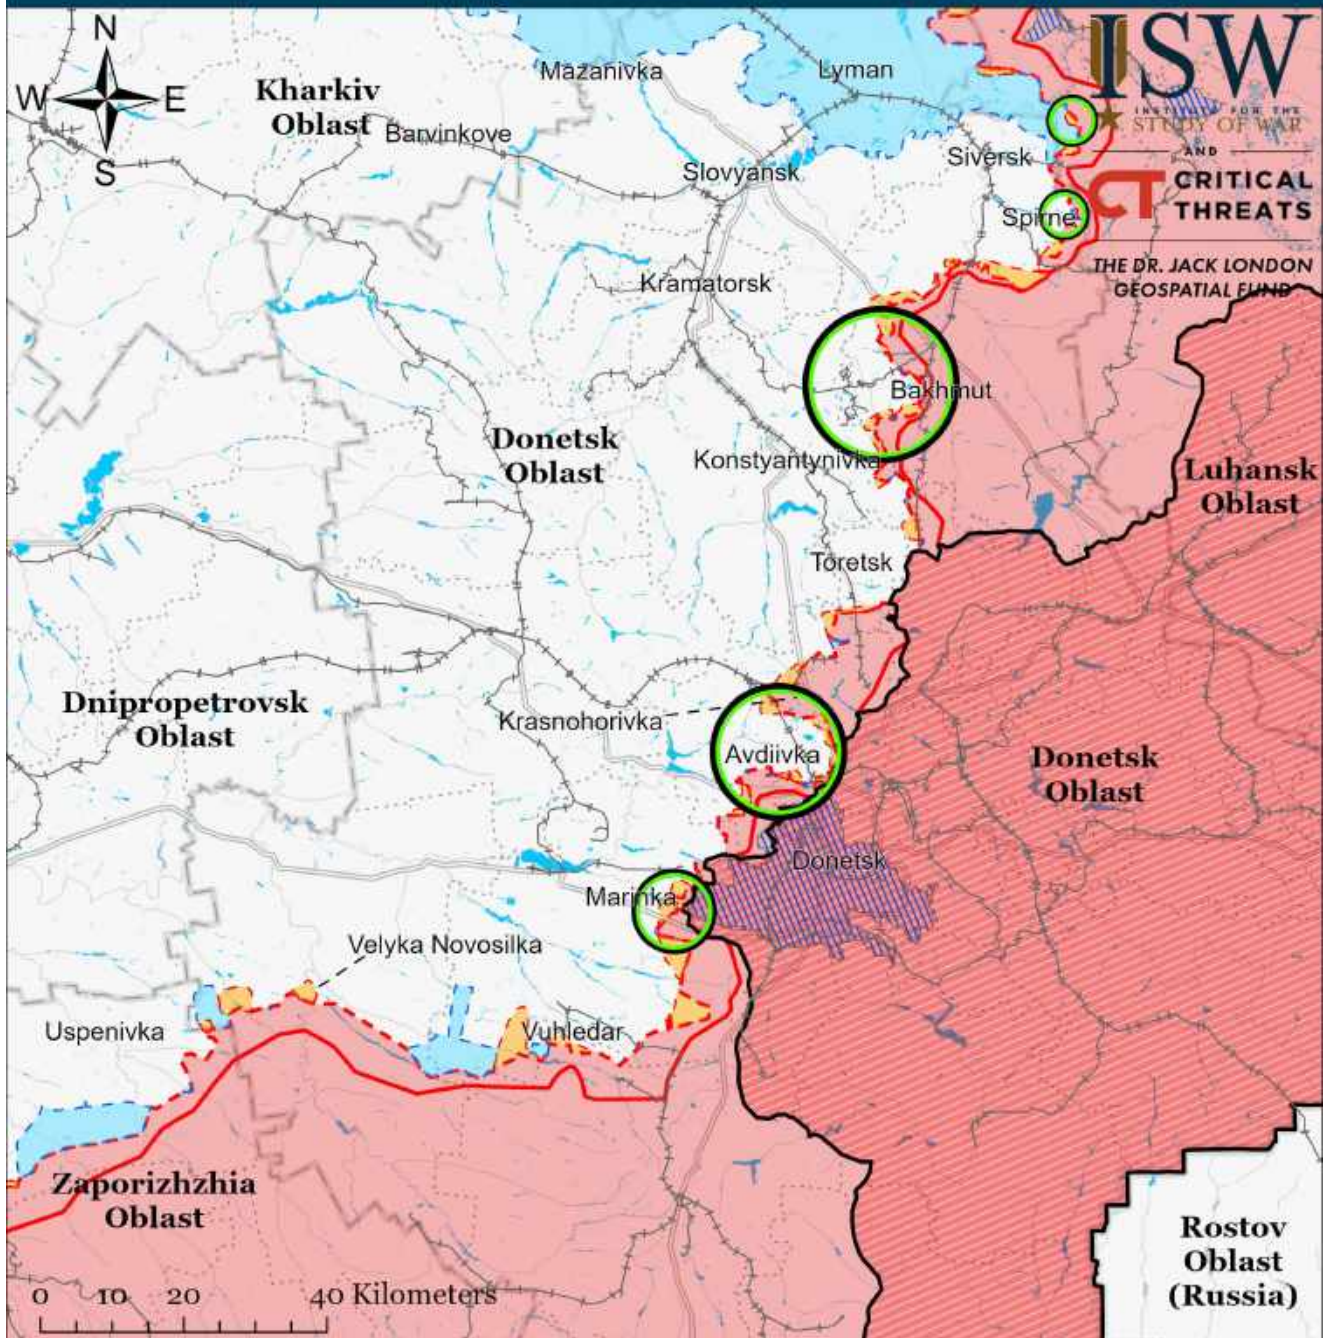 N
W
E
S
Kharkiv
Oblast
Barvinkove
Mazanivka
Lyman
ISW
INSTITUTE FOR THE
STUDY OF WAR
AND
CT CRITICAL
THREATS
THE DR. JACK LONDON
GEOSPATIAL FUND
Siversk
Slovyansk
Spirne
Kramatorsk
Bakhmut
Donetsk
Oblast
Konstyantynivka
Luhansk
Oblast
Toretsk
Dnipropetrovsk
Oblast
Krasnohorivka
Avdiivka
Donetsk
Oblast
Donetsk
Marinka
Velyka Novosilka
Uspenivka
Vuhledar
Zaporizhzhia
Oblast
Rostov
Oblast
(Russia)
0 10 20 40 Kilometers